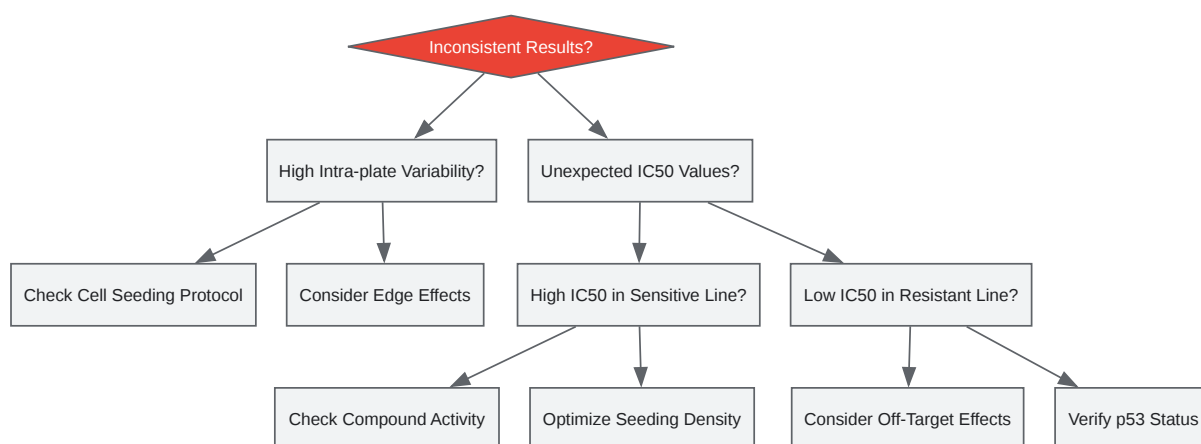 Inconsistent Results?
High Intra-plate Variability?
Unexpected IC50 Values?
Check Cell Seeding Protocol
Consider Edge Effects
High IC50 in Sensitive Line?
Low IC50 in Resistant Line?
Check Compound Activity
Optimize Seeding Density
Consider Off-Target Effects
Verify p53 Status